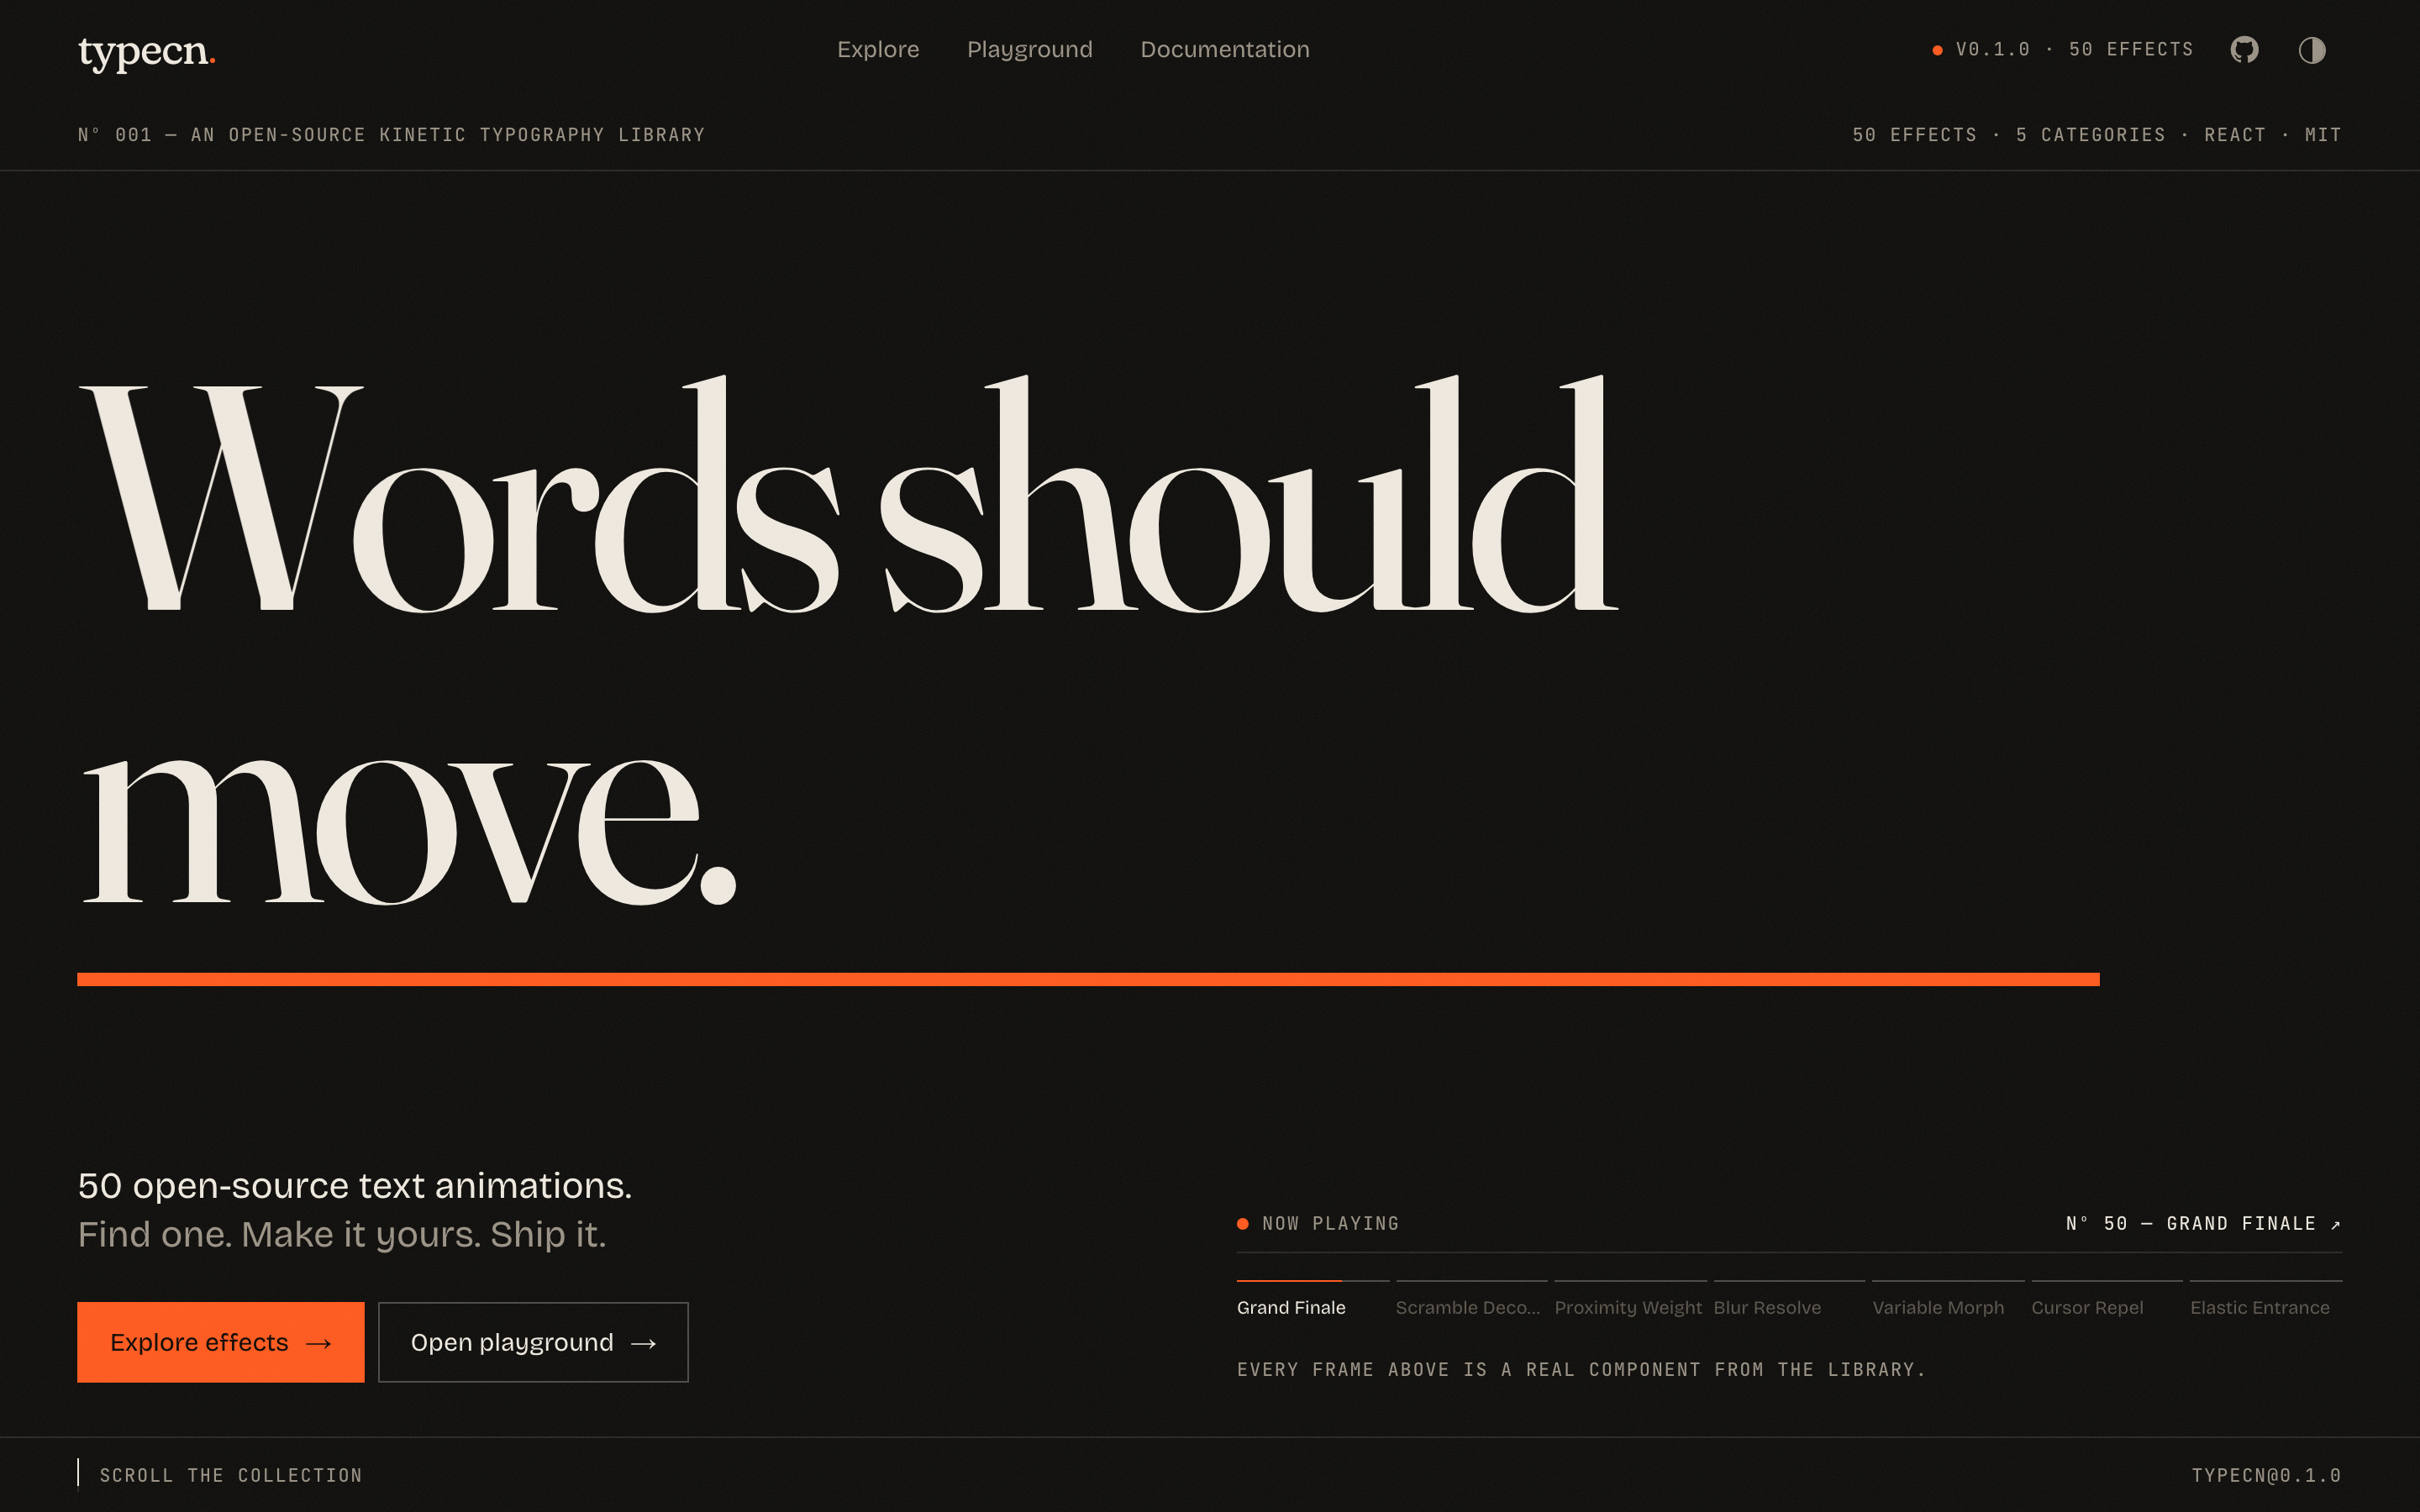 typecn.
Explore Playground Documentation
V0.1.0 · 50 EFFECTS
N° 001 — AN OPEN-SOURCE KINETIC TYPOGRAPHY LIBRARY
50 EFFECTS · 5 CATEGORIES · REACT · MIT
Words should
move.
50 open-source text animations.
Find one. Make it yours. Ship it.
Explore effects →
Open playground →
NOW PLAYING
N° 50 — GRAND FINALE ↗
Grand Finale Scramble Deco... Proximity Weight Blur Resolve Variable Morph Cursor Repel Elastic Entrance
EVERY FRAME ABOVE IS A REAL COMPONENT FROM THE LIBRARY.
SCROLL THE COLLECTION
TYPECN@0.1.0